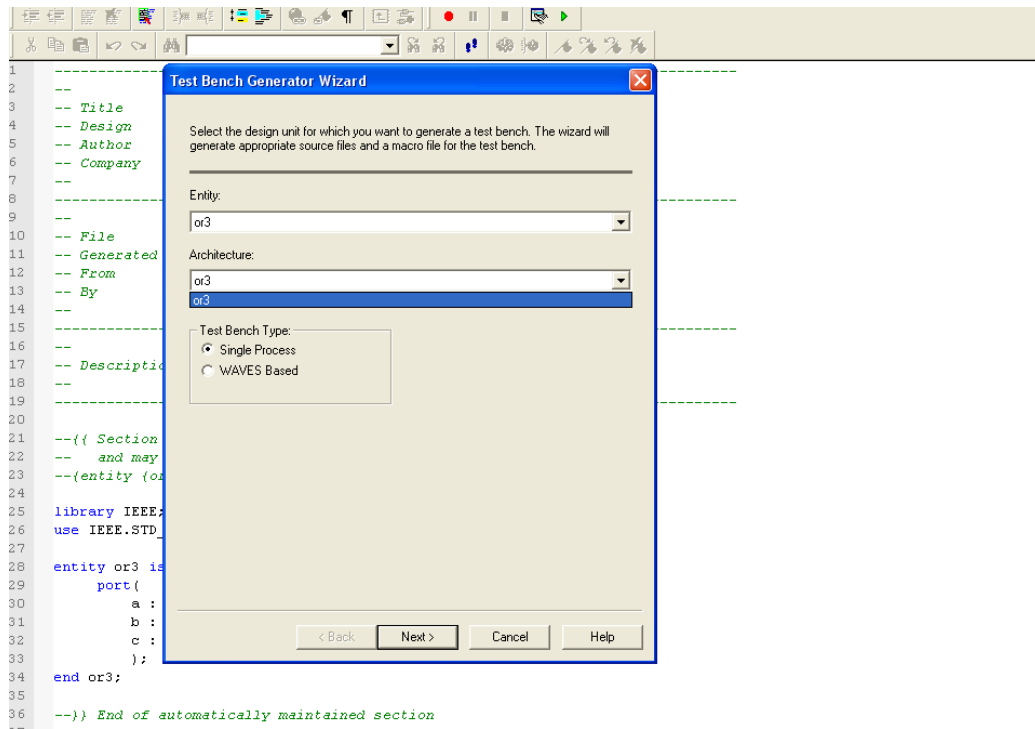 1 --------------- Test Bench Generator Wizard ---------
2 --
3 -- Title
4 -- Design
5 -- Author
6 -- Company
7 --
8 --------------- ---------
9 --
10 -- File
11 -- Generated
12 -- From
13 -- By
14 --
15 --------------- ---------
16 --
17 -- Descriptio
18 --
19 --------------- ---------
20
21 --{{ Section
22 -- and may
23 --{entity {or
24
25 library IEEE;
26 use IEEE.STD_
27
28 entity or3 is
29 port(
30 a :
31 b :
32 c :
33 );
34 end or3;
35
36 --}} End of automatically maintained section
Select the design unit for which you want to generate a test bench. The wizard will
generate appropriate source files and a macro file for the test bench.
Entity:
or3
Architecture:
or3
or3
Test Bench Type:
Single Process
WAVES Based
< Back Next > Cancel Help